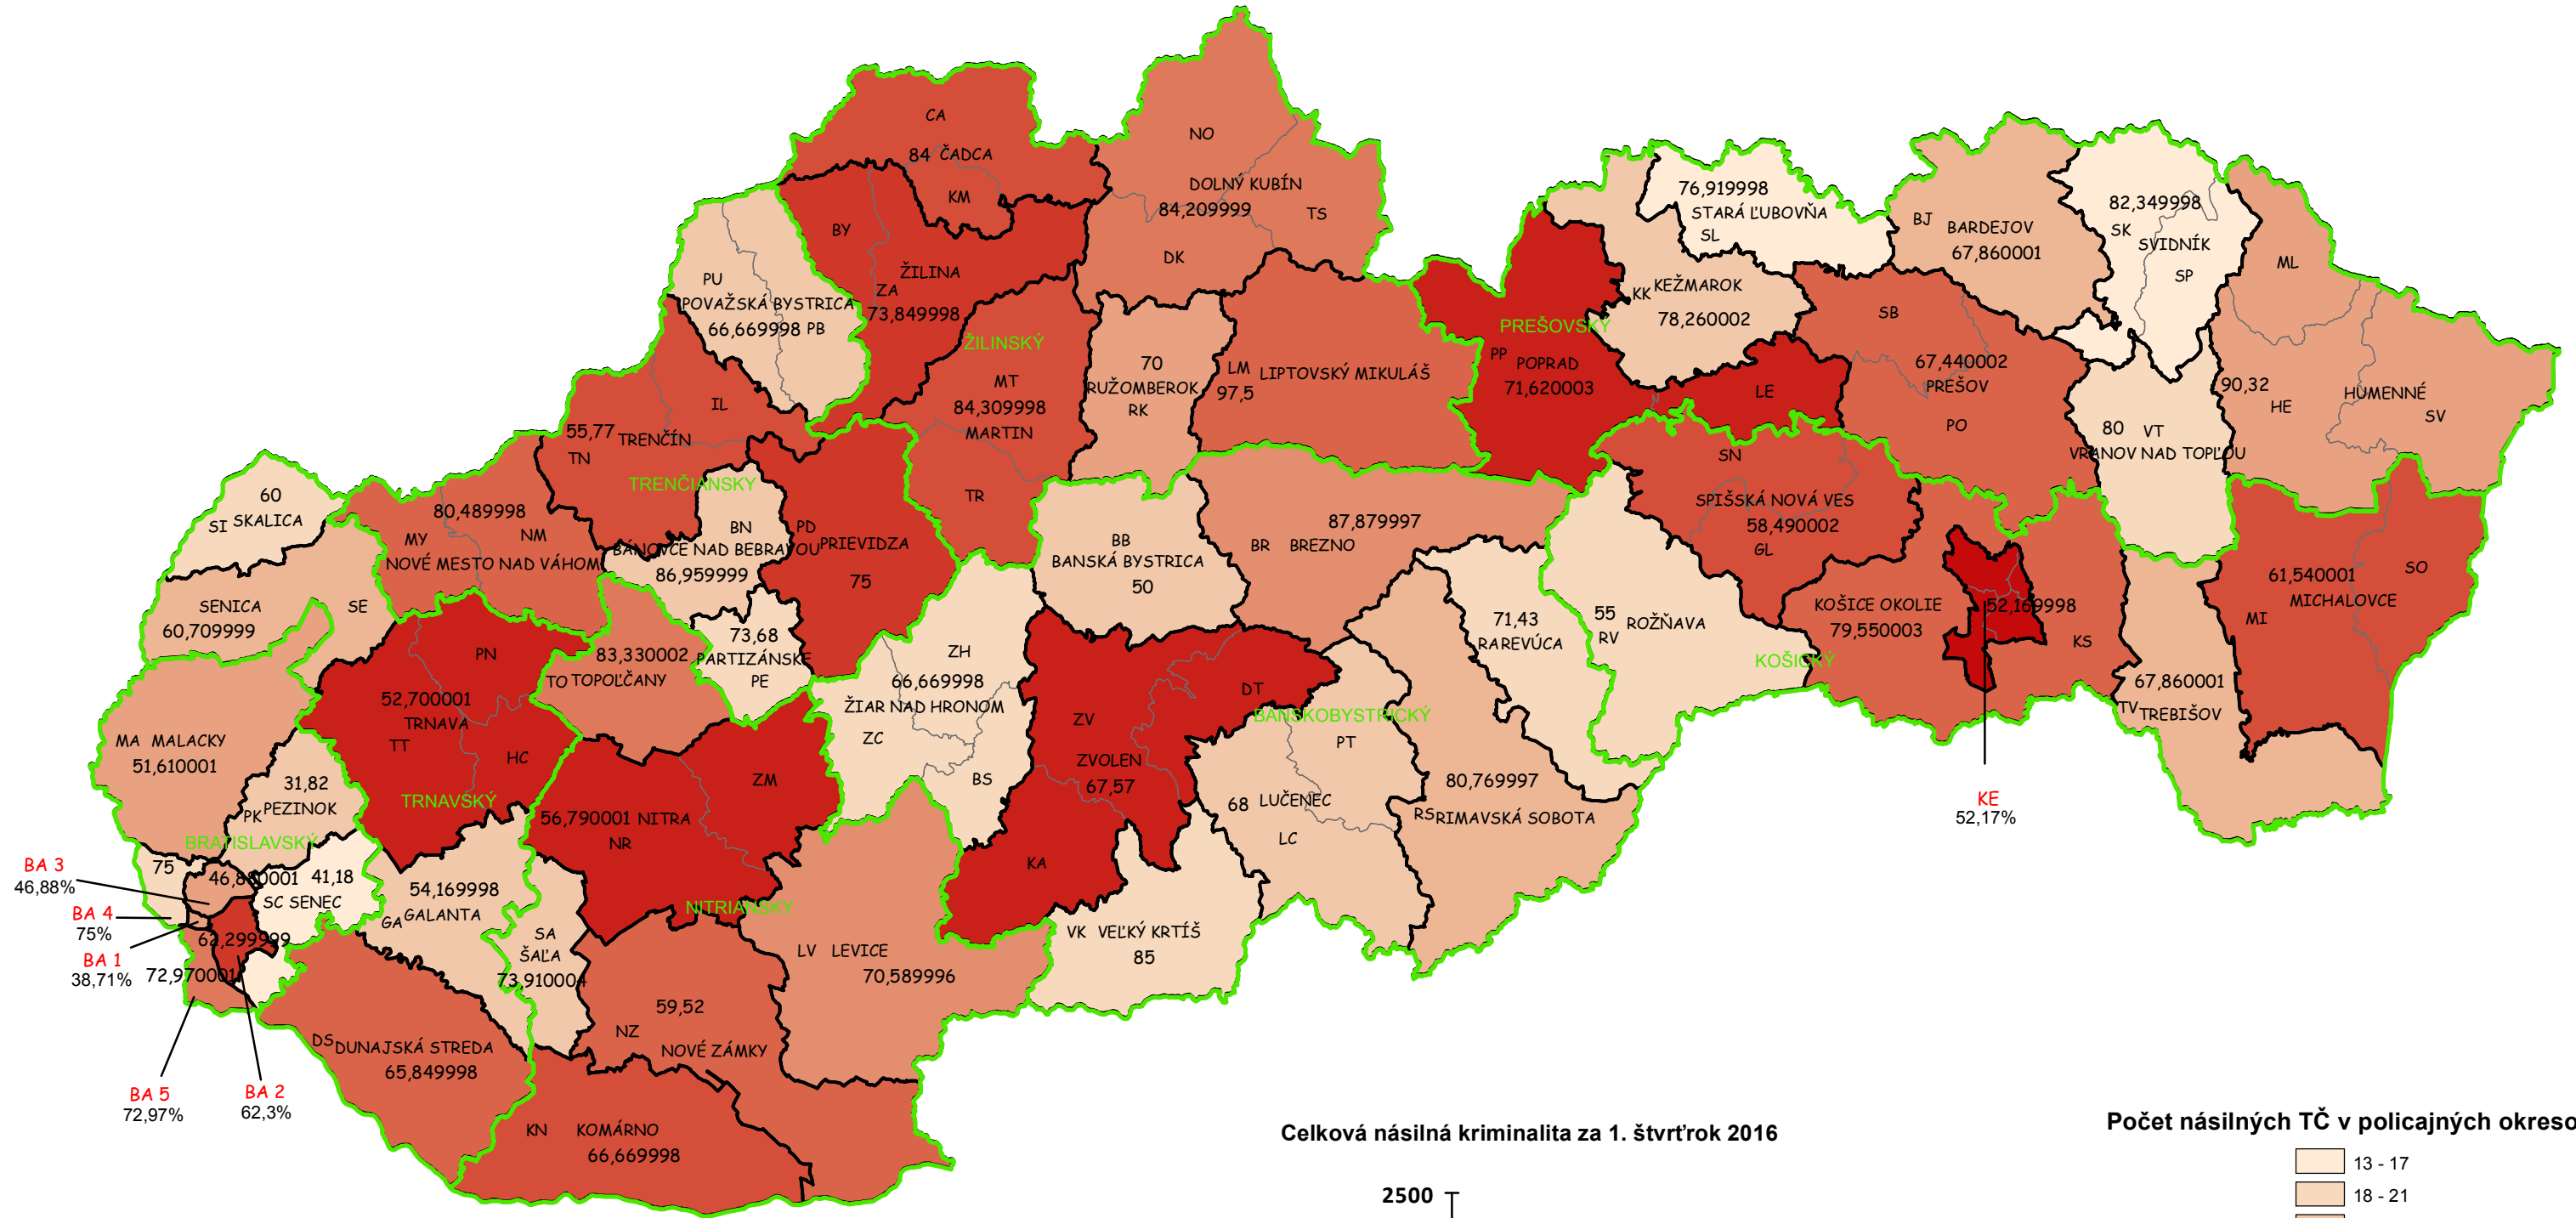 CA
84 ČADCA
KM
NO
DOLNÝ KUBÍN
84,209999
TS
DK
BY
ŽILINA
ZA
73,849998
PU
POVAŽSKÁ BYSTRICA
66,669998 PB
ŽILINSKÝ
MT
84,309998
MARTIN
TR
70
RUŽOMBEROK
RK
LM LIPTOVSKÝ MIKULÁŠ
97,5
PREŠOVSKÝ
PP POPRAD
71,620003
LE
76,919998
STARÁ ĽUBOVŇA
SL
KK KEŽMAROK
78,260002
BJ BARDEJOV
67,860001
82,349998
SK SVIDNÍK
SP
ML
SB
67,440002
PREŠOV
PO
90,32
HE
HUMENNÉ
SV
80 VT
VRANOV NAD TOPĽOU
IL
55,77 TRENČÍN
TN
TRENČIANSKY
60
SI SKALICA
80,489998
MY NM
NOVÉ MESTO NAD VÁHOM
BN
BÁNOVCE NAD BEBRAVOU
86,959999
PD PRIEVIDZA
75
SENICA SE
60,709999
BB
BANSKÁ BYSTRICA
50
87,879997
BR BREZNO
SN
SPIŠSKÁ NOVÁ VES
58,490002
GL
KOŠICE OKOLIE
79,550003
52,169998
KS
KOŠICKÝ
61,540001
MICHALOVCE
MI
SO
71,43
RAREVÚCA
55
RV ROŽŇAVA
67,860001
TV TREBIŠOV
PN
52,700001
TRNAVA
TT
HC
TRNAVSKÝ
83,330002
TO TOPOĽČANY
73,68
PARTIZÁNSKE
PE
ZH
66,669998
ŽIAR NAD HRONOM
ZC
BS
DT
ZV
ZVOLEN
67,57
KA
BANSKOBYSTRICKÝ
PT
68 LUČENEC
LC
80,769997
RS RIMAVSKÁ SOBOTA
MA MALACKY
51,610001
31,82
PK PEZINOK
BRATISLAVSKÝ
ZM
56,790001 NITRA
NR
NITRIANSKY
KE
52,17%
75
46,880001
41,18
SC SENEC
62,299999
72,970001
BA 3
46,88%
BA 4
75%
BA 1
38,71%
BA 5
72,97%
BA 2
62,3%
54,169998
GA GALANTA
SA
ŠAĽA
73,910004
LV LEVICE
70,589996
VK VEĽKÝ KRTÍŠ
85
59,52
NZ
NOVÉ ZÁMKY
DS DUNAJSKÁ STREDA
65,849998
KN KOMÁRNO
66,669998
Celková násilná kriminalita za 1. štvrťrok 2016
2500
Počet násilných TČ v policajných okreso
13 - 17
18 - 21